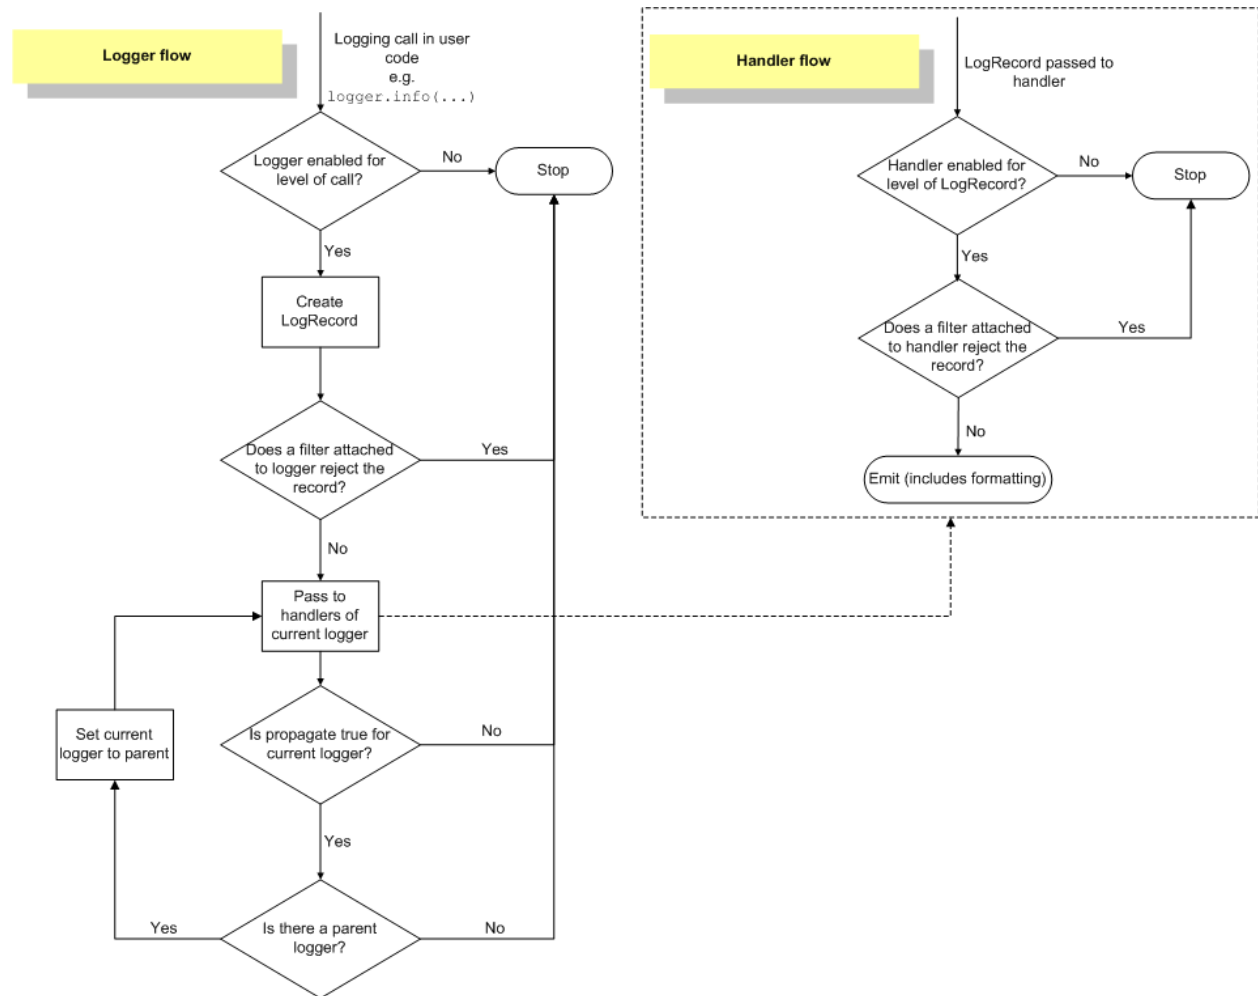 Logger flow
Logging call in user
code
e.g.
logger.info(...)
Logger enabled for
level of call?
No
Stop
Yes
Create
LogRecord
Does a filter attached
to logger reject the
record?
Yes
No
Pass to
handlers of
current logger
Set current
logger to parent
Is propagate true for
current logger?
No
Yes
Is there a parent
logger?
Yes
No
Handler flow
LogRecord passed to
handler
Handler enabled for
level of LogRecord?
No
Stop
Yes
Does a filter attached
to handler reject the
record?
Yes
No
Emit (includes formatting)